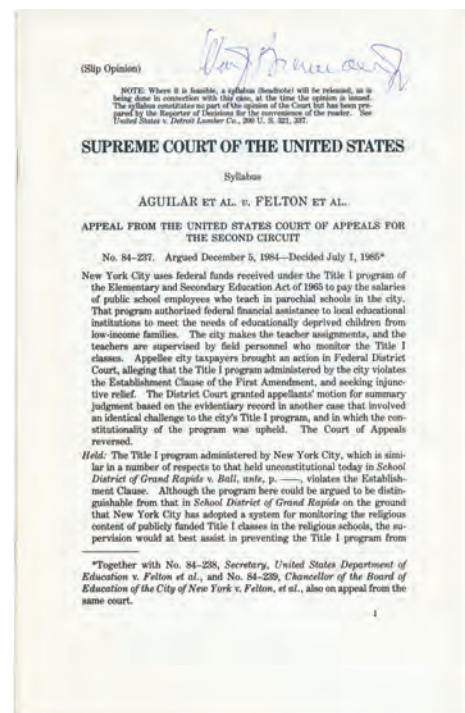 (Slip Opinion)
NOTE: Where it is feasible, a syllabus (headnote) will be released, as is
being done in connection with this case, at the time the opinion is issued.
The syllabus constitutes no part of the opinion of the Court but has been pre-
pared by the Reporter of Decisions for the convenience of the reader. See
United States v. Detroit Lumber Co., 200 U. S. 321, 337.
SUPREME COURT OF THE UNITED STATES
Syllabus
AGUILAR ET AL. v. FELTON ET AL.
APPEAL FROM THE UNITED STATES COURT OF APPEALS FOR
THE SECOND CIRCUIT
No. 84–237. Argued December 5, 1984—Decided July 1, 1985*
New York City uses federal funds received under the Title I program of
the Elementary and Secondary Education Act of 1965 to pay the salaries
of public school employees who teach in parochial schools in the city.
That program authorized federal financial assistance to local educational
institutions to meet the needs of educationally deprived children from
low-income families. The city makes the teacher assignments, and the
teachers are supervised by field personnel who monitor the Title I
classes. Appellee city taxpayers brought an action in Federal District
Court, alleging that the Title I program administered by the city violates
the Establishment Clause of the First Amendment, and seeking injunc-
tive relief. The District Court granted appellants' motion for summary
judgment based on the evidentiary record in another case that involved
an identical challenge to the city's Title I program, and in which the con-
stitutionality of the program was upheld. The Court of Appeals
reversed.
Held: The Title I program administered by New York City, which is simi-
lar in a number of respects to that held unconstitutional today in School
District of Grand Rapids v. Ball, ante, p. ——, violates the Establish-
ment Clause. Although the program here could be argued to be distin-
guishable from that in School District of Grand Rapids on the ground
that New York City has adopted a system for monitoring the religious
content of publicly funded Title I classes in the religious schools, the su-
pervision would at best assist in preventing the Title I program from
*Together with No. 84–238, Secretary, United States Department of
Education v. Felton et al., and No. 84–239, Chancellor of the Board of
Education of the City of New York v. Felton, et al., also on appeal from the
same court.
1